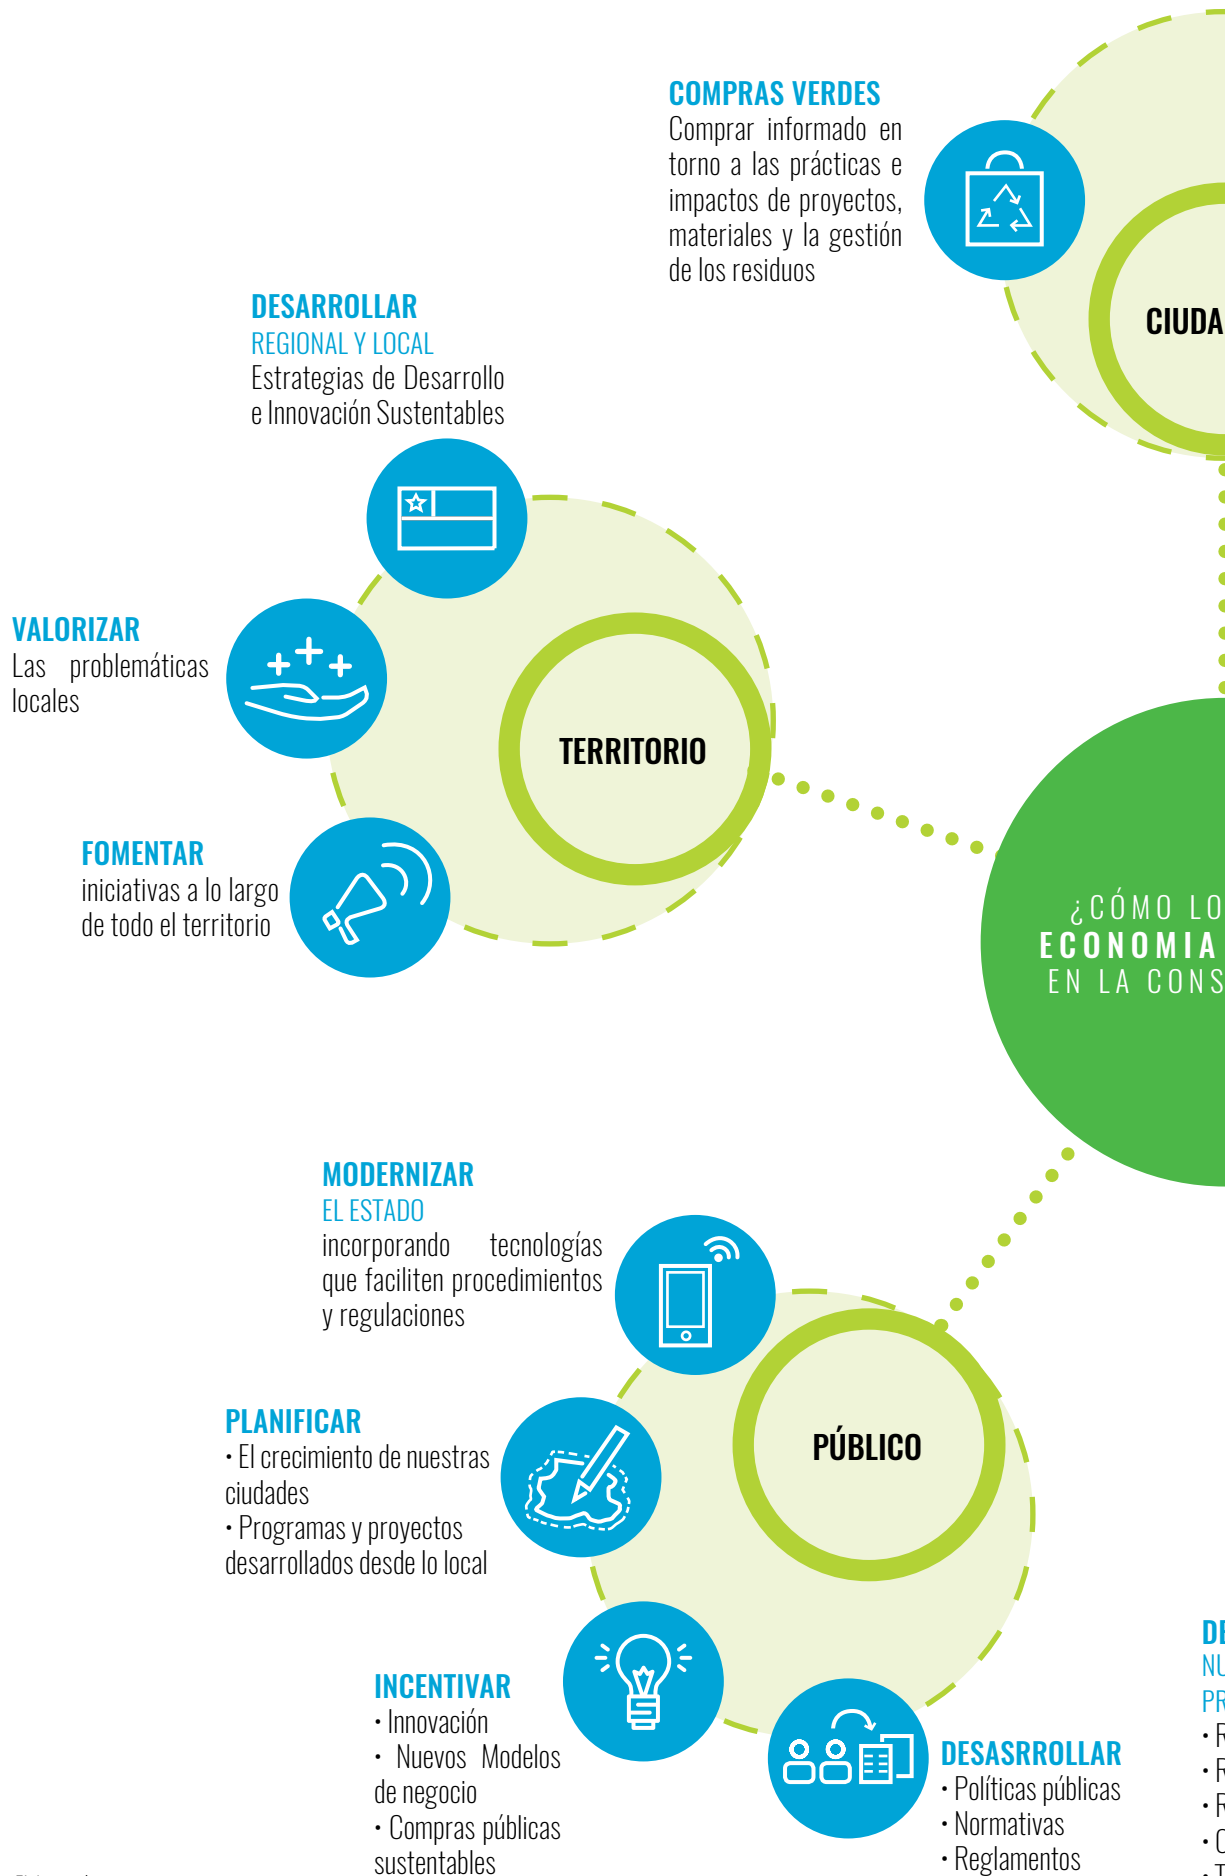 COMPRAS VERDES
Comprar informado en
torno a las prácticas e
impactos de proyectos,
materiales y la gestión
de los residuos
DESARROLLAR
REGIONAL Y LOCAL
Estrategias de Desarrollo
e Innovación Sustentables
VALORIZAR
Las problemáticas
locales
TERRITORIO
FOMENTAR
iniciativas a lo largo
de todo el territorio
¿CÓMO LO
ECONOMIA
EN LA CONS
MODERNIZAR
EL ESTADO
incorporando tecnologías
que faciliten procedimientos
y regulaciones
PÚBLICO
PLANIFICAR
• El crecimiento de nuestras
ciudades
• Programas y proyectos
desarrollados desde lo local
INCENTIVAR
• Innovación
• Nuevos Modelos
de negocio
• Compras públicas
sustentables
DESASRROLLAR
• Políticas públicas
• Normativas
• Reglamentos
CIUDA